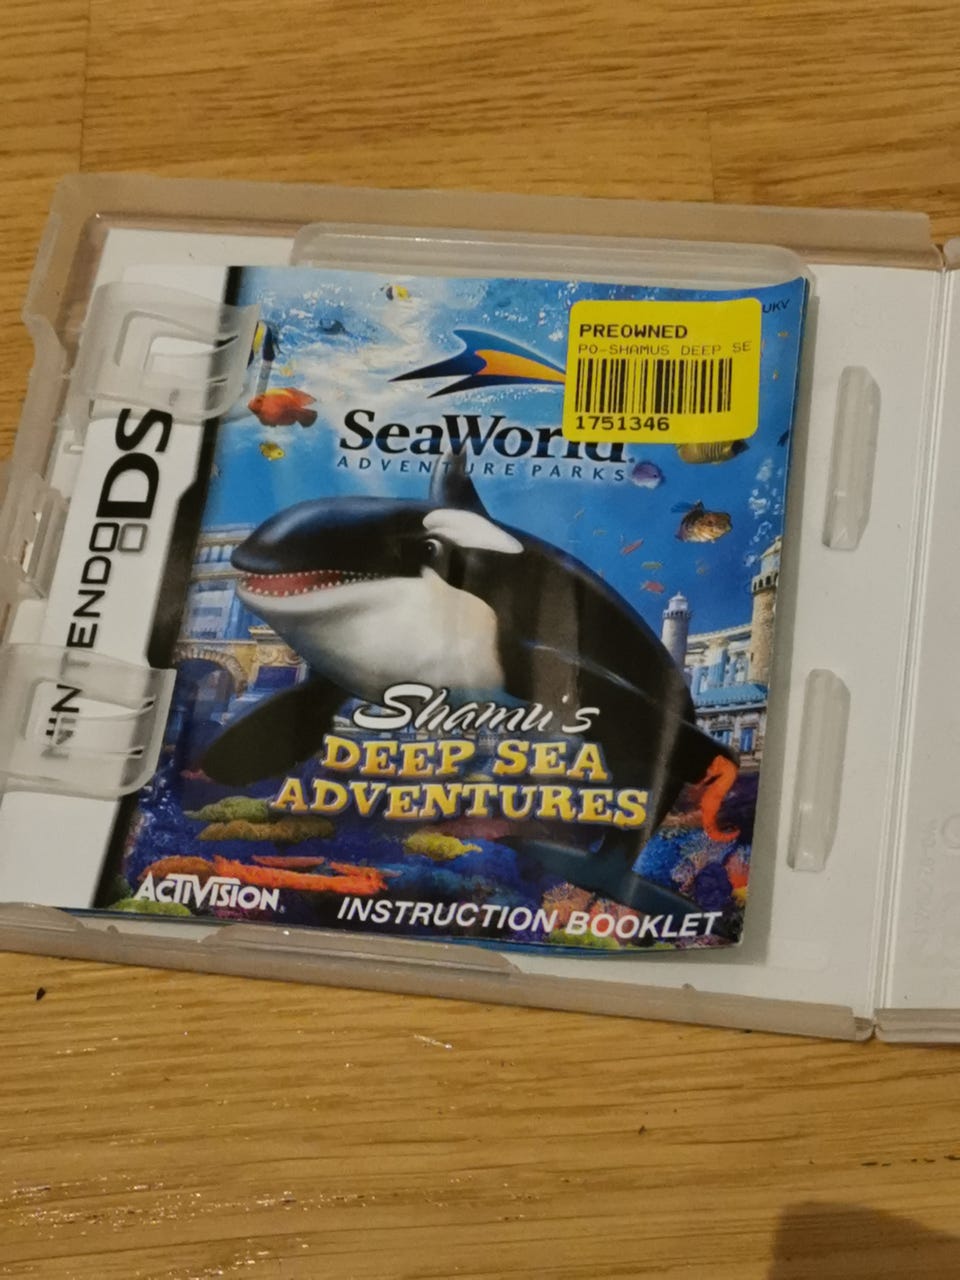 UKV
PREOWNED
PO-SHAMUS DEEP SE
1751346
SeaWorld
ADVENTURE PARKS
NINTENDO DS
Shamu's
DEEP SEA
ADVENTURES
ACTIVISION
INSTRUCTION BOOKLET